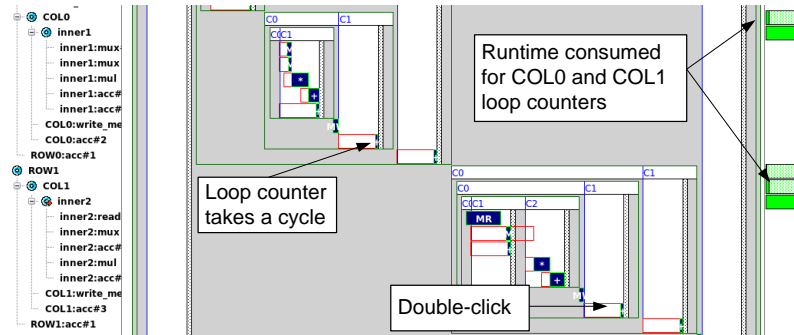 COL0
inner1
inner1:mux
inner1:mux
inner1:mul
inner1:acc#
inner1:acc#
COL0:write_me
COL0:acc#2
ROW0:acc#1
ROW1
COL1
inner2
inner2:read
inner2:mux
inner2:acc#
inner2:mul
inner2:acc#
COL1:write_me
COL1:acc#3
ROW1:acc#1
C0 C1
C1
*
+
Loop counter
takes a cycle
Runtime consumed
for COL0 and COL1
loop counters
C0 C1
C0 C1
C1 C2
MR
*
+
Double-click